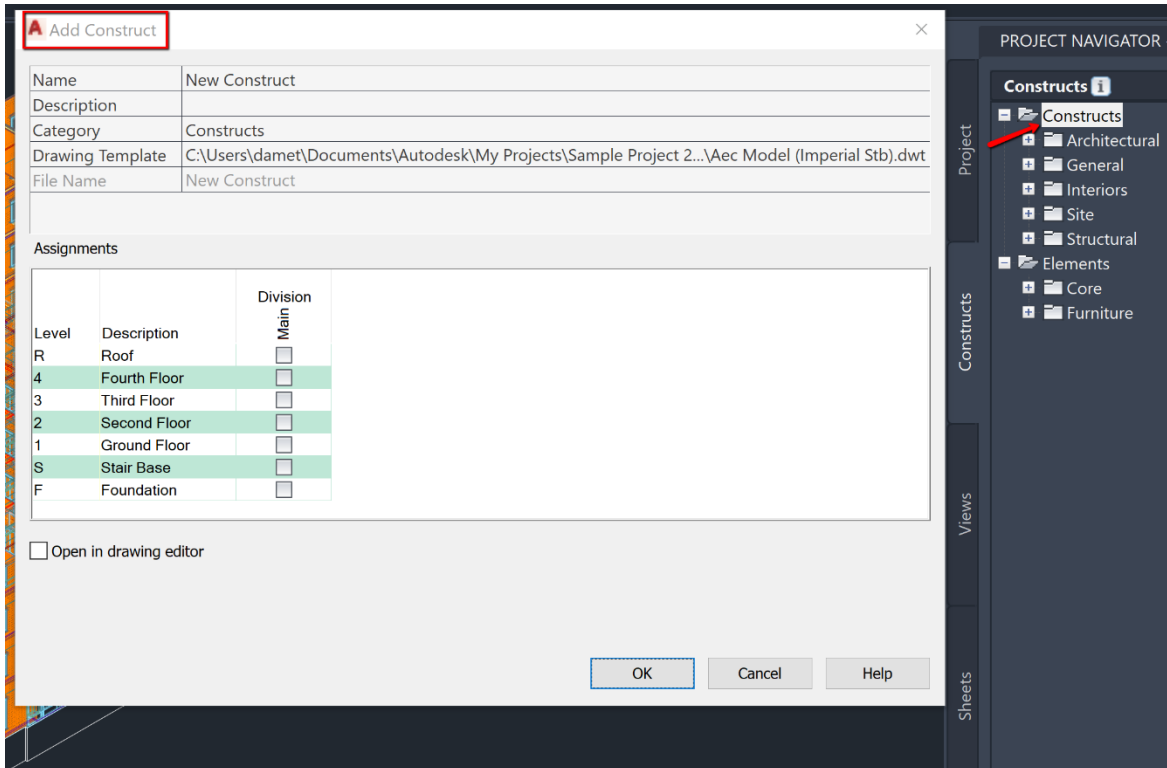 Add Construct
Name New Construct
Description
Category Constructs
Drawing Template C:\Users\damet\Documents\Autodesk\My Projects\Sample Project 2...\Aec Model (Imperial Stb).dwt
File Name New Construct
Assignments
Division
Level Description Main
R Roof
4 Fourth Floor
3 Third Floor
2 Second Floor
1 Ground Floor
S Stair Base
F Foundation
Open in drawing editor
OK Cancel Help
Project
Constructs
Views
Sheets
PROJECT NAVIGATOR
Constructs
Constructs
Architectural
General
Interiors
Site
Structural
Elements
Core
Furniture